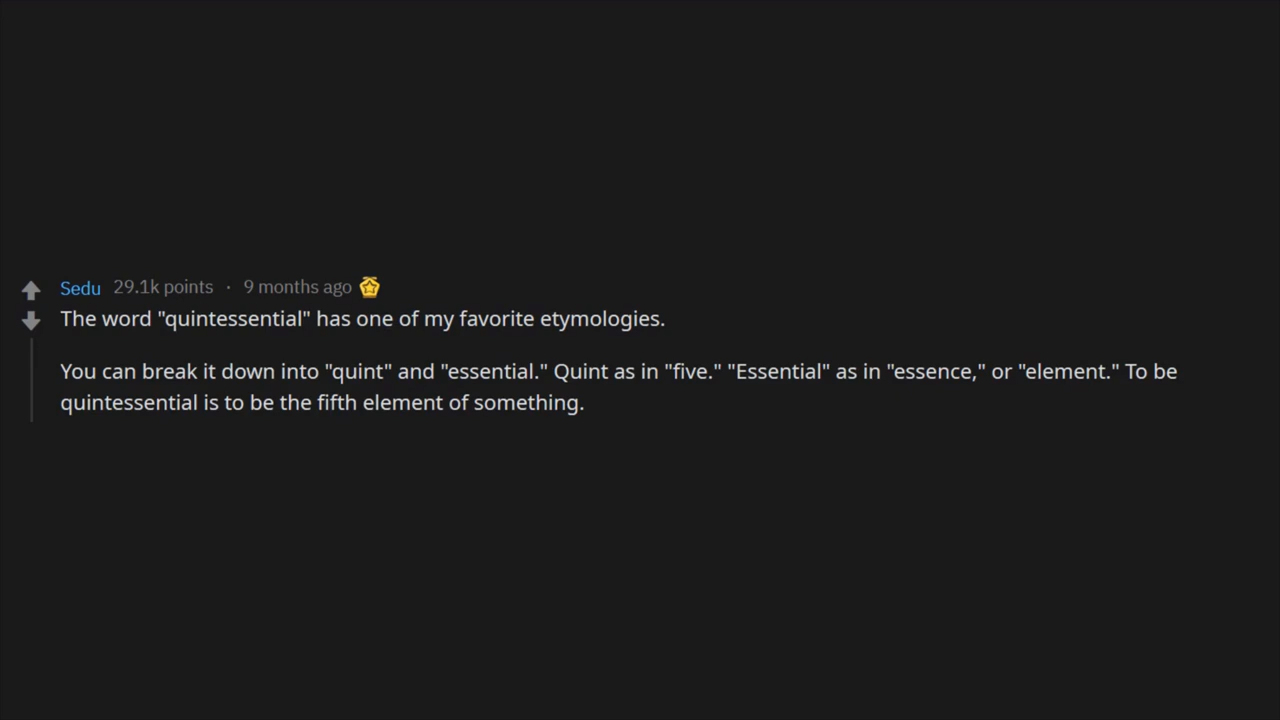 Sedu 29.1k points · 9 months ago
The word "quintessential" has one of my favorite etymologies.
You can break it down into "quint" and "essential." Quint as in "five." "Essential" as in "essence," or "element." To be
quintessential is to be the fifth element of something.